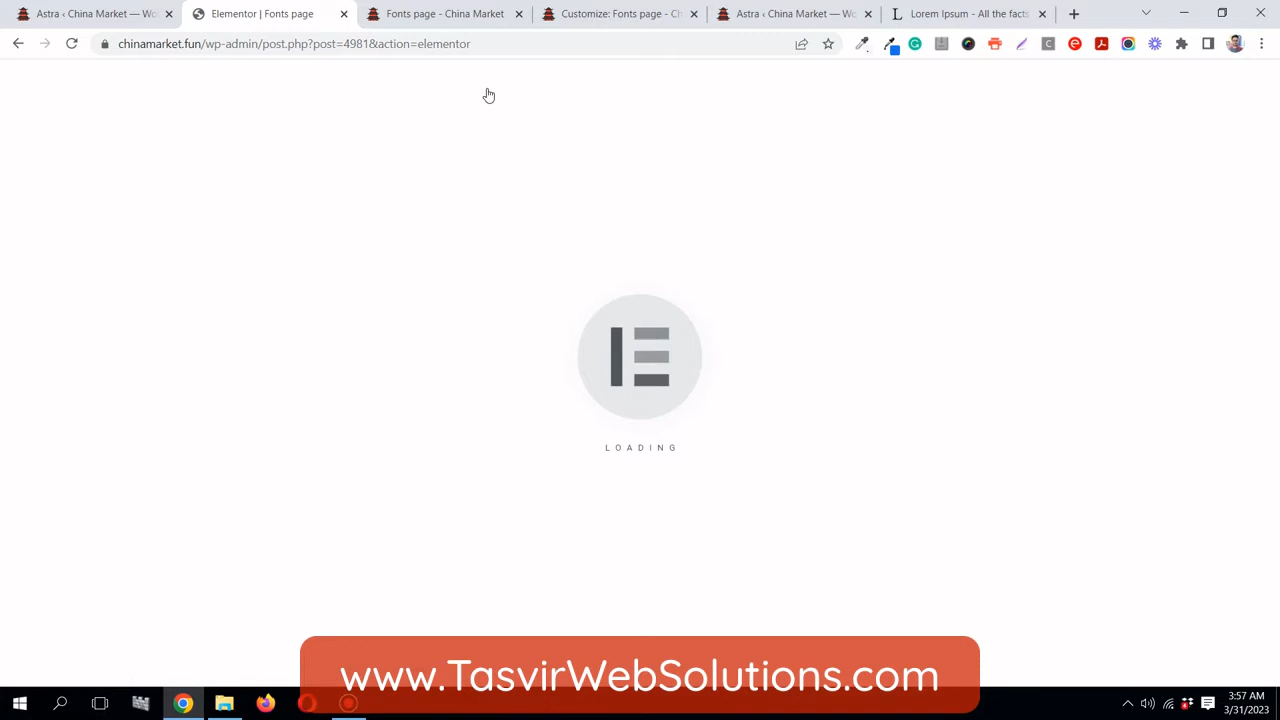 Astra ‹ China Market — Wo
Elementor | Fonts page
Fonts page - China Market
Customize: Fonts page - Ch
Astra ‹ China Market — Wo
Lorem Ipsum - All the facts
chinamarket.fun/wp-admin/post.php?post=4981&action=elementor
LOADING
www.TasvirWebSolutions.com
3:57 AM
3/31/2023